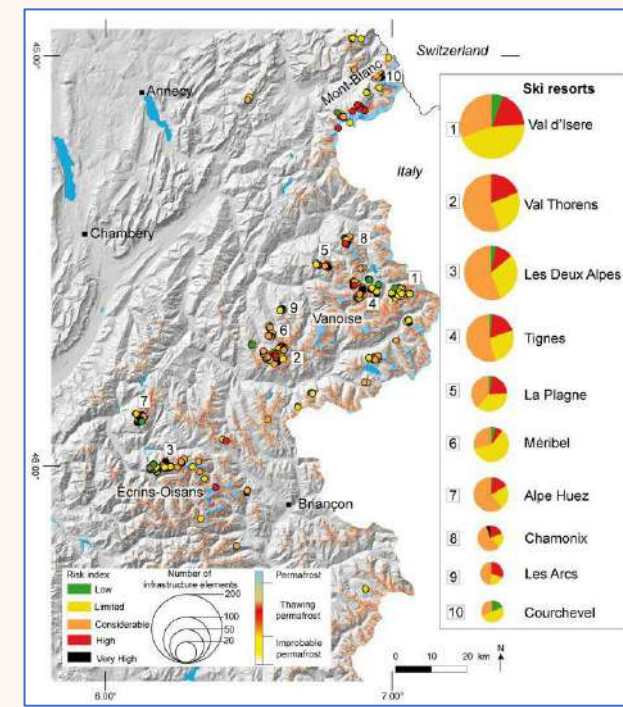 45.00°
Switzerland
Annecy
Mont-Blanc
10
Italy
Chambéry
8
5
1
4
9
Vanoise
6
2
7
3
46.00°
Ecrins-Oisans
Briançon
Ski resorts
1 Val d'Isere
2 Val Thorens
3 Les Deux Alpes
4 Tignes
5 La Plagne
6 Méribel
7 Alpe Huez
8 Chamonix
9 Les Arcs
10 Courchevel
Risk index
Low
Limited
Considerable
High
Very High
Number of
infrastructure elements
200
100
50
20
Permafrost
Thawing
permafrost
Improbable
permafrost
0 10 20 km
N
6.00°
7.00°